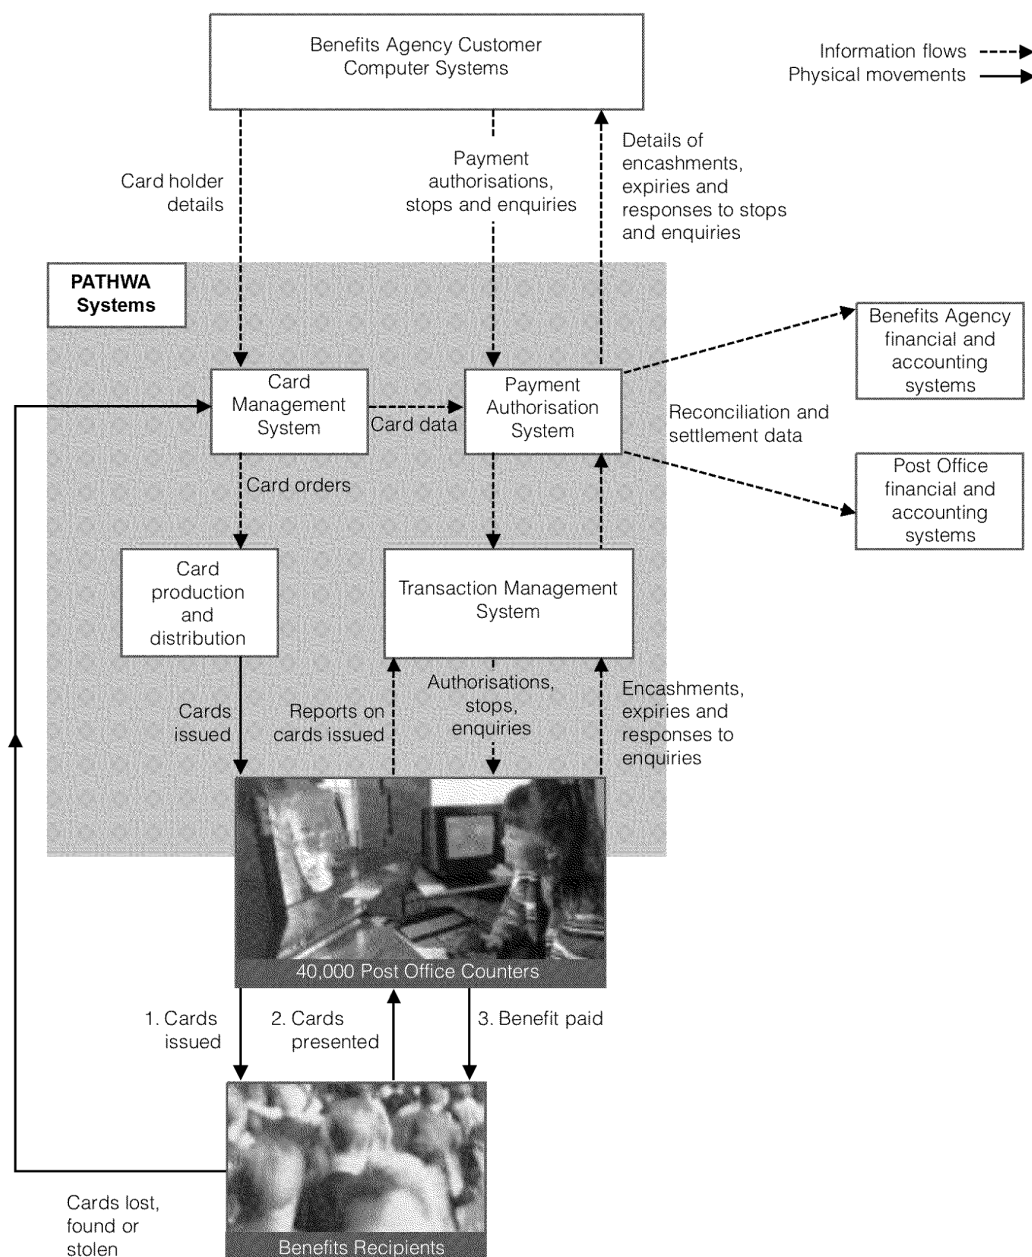 Benefits Agency Customer
Computer Systems
Information flows
Physical movements
Card holder
details
Payment
authorisations,
stops and enquiries
Details of
encashments,
expiries and
responses to stops
and enquiries
PATHWA
Systems
Card
Management
System
Card data
Payment
Authorisation
System
Benefits Agency
financial and
accounting
systems
Reconciliation and
settlement data
Post Office
financial and
accounting
systems
Card orders
Card
production
and
distribution
Transaction Management
System
Cards
issued
Reports on
cards issued
Authorisations,
stops,
enquiries
Encashments,
expiries and
responses to
enquiries
40,000 Post Office Counters
1. Cards
issued
2. Cards
presented
3. Benefit paid
Cards lost,
found or
stolen
Benefits Recipients